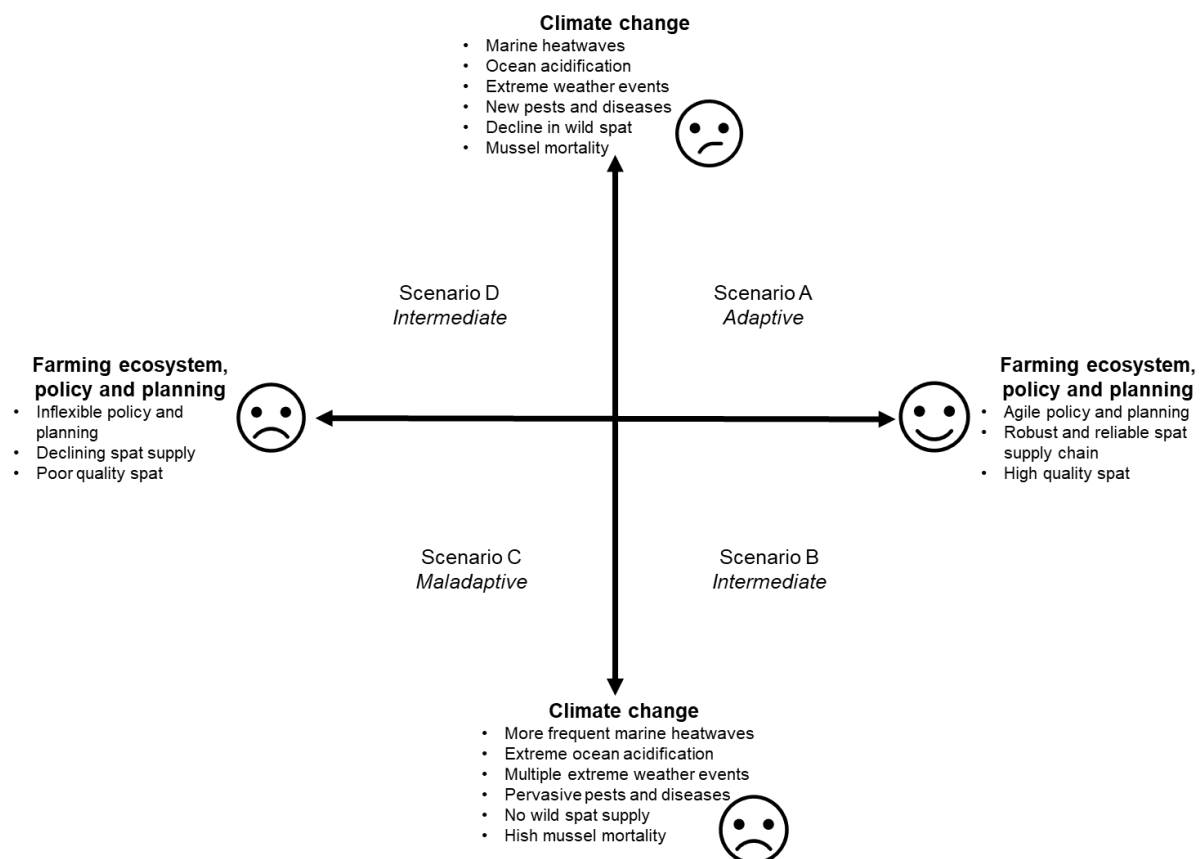 Climate change
• Marine heatwaves
• Ocean acidification
• Extreme weather events
• New pests and diseases
• Decline in wild spat
• Mussel mortality
Scenario D
Intermediate
Scenario A
Adaptive
Farming ecosystem,
policy and planning
• Inflexible policy and
planning
• Declining spat supply
• Poor quality spat
Farming ecosystem,
policy and planning
• Agile policy and planning
• Robust and reliable spat
supply chain
• High quality spat
Scenario C
Maladaptive
Scenario B
Intermediate
Climate change
• More frequent marine heatwaves
• Extreme ocean acidification
• Multiple extreme weather events
• Pervasive pests and diseases
• No wild spat supply
• Hish mussel mortality